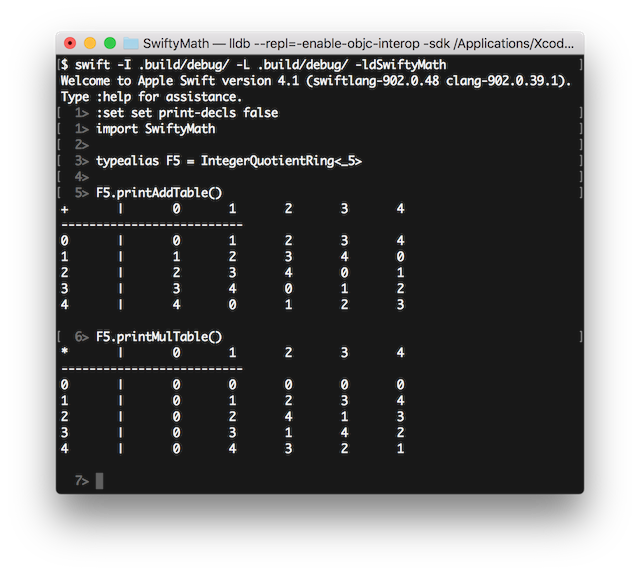 SwiftyMath — lldb --repl=-enable-objc-interop -sdk /Applications/Xcod...
[$ swift -I .build/debug/ -L .build/debug/ -ldSwiftyMath ]
Welcome to Apple Swift version 4.1 (swiftlang-902.0.48 clang-902.0.39.1).
Type :help for assistance.
[  1> :set set print-decls false ]
[  1> import SwiftyMath ]
[  2> ]
[  3> typealias F5 = IntegerQuotientRing<_5> ]
[  4> ]
[  5> F5.printAddTable() ]
+ | 0 1 2 3 4
--------------------------
0 | 0 1 2 3 4
1 | 1 2 3 4 0
2 | 2 3 4 0 1
3 | 3 4 0 1 2
4 | 4 0 1 2 3
[  6> F5.printMulTable() ]
* | 0 1 2 3 4
--------------------------
0 | 0 0 0 0 0
1 | 0 1 2 3 4
2 | 0 2 4 1 3
3 | 0 3 1 4 2
4 | 0 4 3 2 1
7>